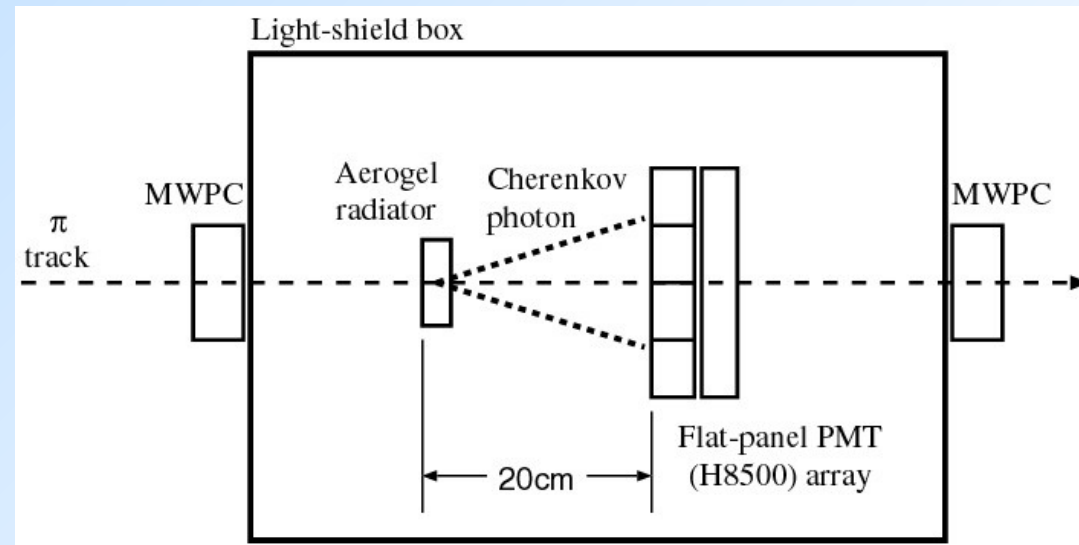 Light-shield box
MWPC
π
track
Aerogel
radiator
Cherenkov
photon
MWPC
20cm
Flat-panel PMT
(H8500) array